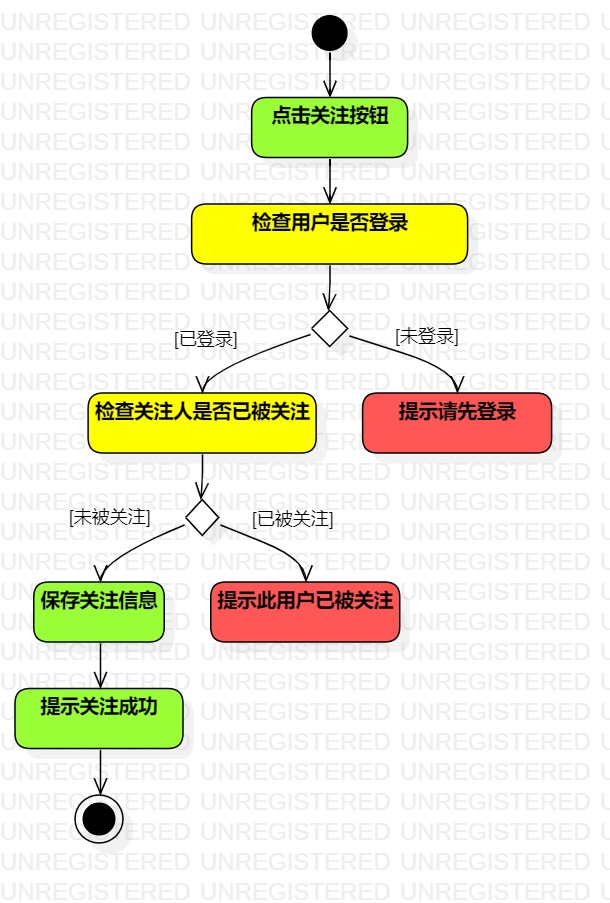 点击关注按钮
检查用户是否登录
[已登录]
[未登录]
检查关注人是否已被关注
提示请先登录
[未被关注]
[已被关注]
保存关注信息
提示此用户已被关注
提示关注成功
UNREGISTERED